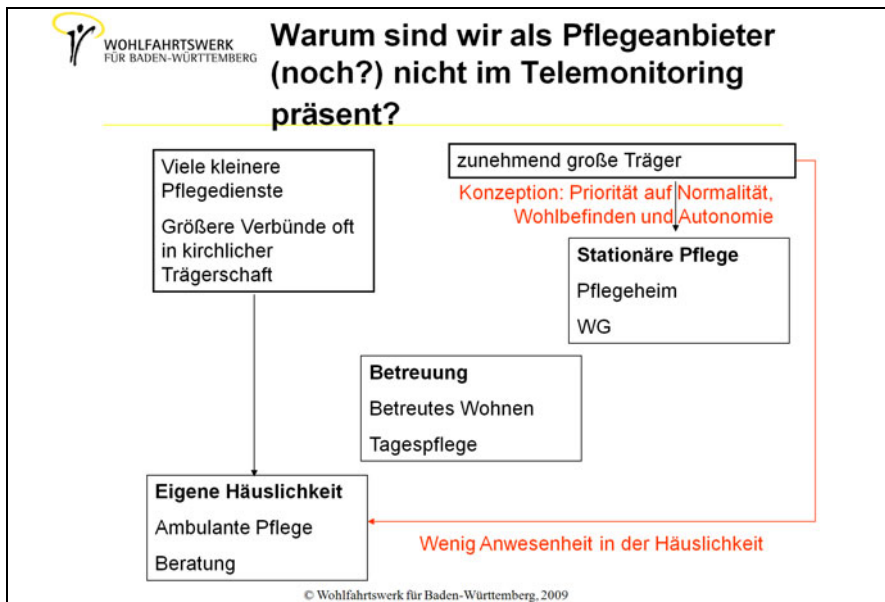 WOHLFAHRTSWERK
FÜR BADEN-WÜRTTEMBERG
Warum sind wir als Pflegeanbieter
(noch?) nicht im Telemonitoring
präsent?
Viele kleinere
Pflegedienste
Größere Verbünde oft
in kirchlicher
Trägerschaft
zunehmend große Träger
Konzeption: Priorität auf Normalität,
Wohlbefinden und Autonomie
Stationäre Pflege
Pflegeheim
WG
Betreuung
Betreutes Wohnen
Tagespflege
Eigene Häuslichkeit
Ambulante Pflege
Beratung
Wenig Anwesenheit in der Häuslichkeit
© Wohlfahrtswerk für Baden-Württemberg, 2009